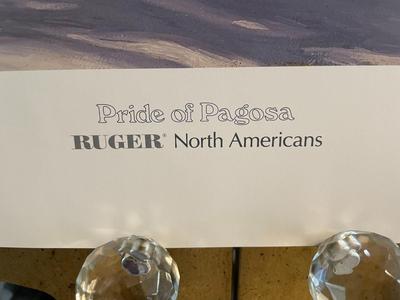 Pride of Pagosa
RUGER® North Americans